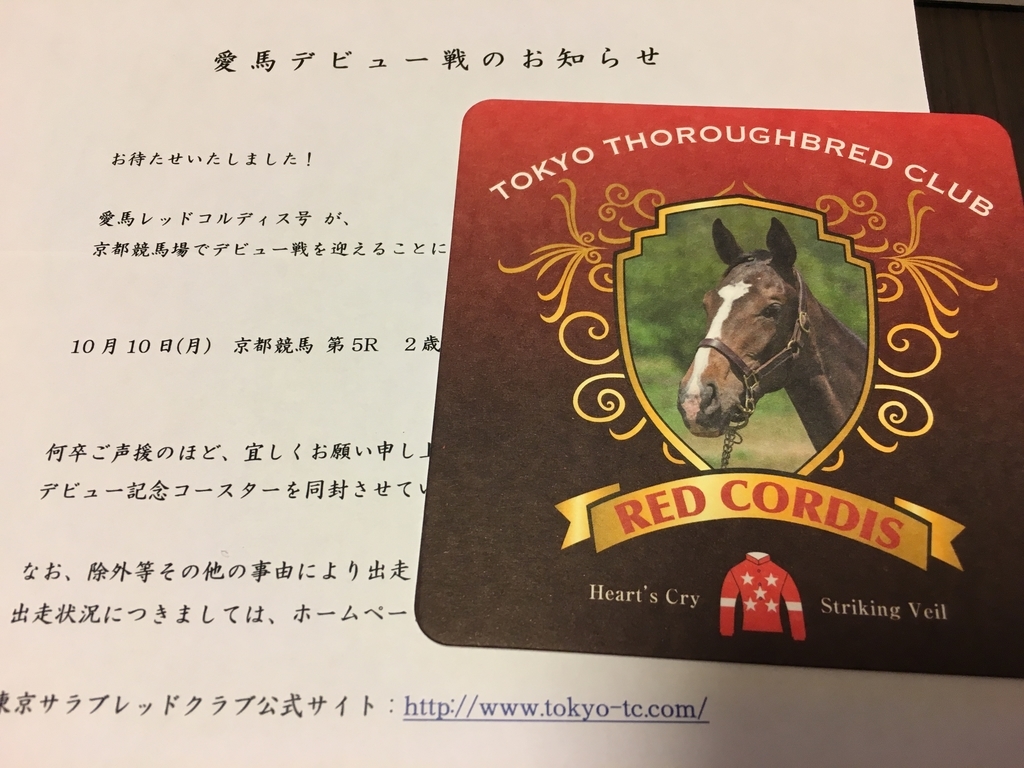 愛馬デビュー戦のお知らせ
お待たせいたしました！
愛馬レッドコルディス号 が、
京都競馬場でデビュー戦を迎えることに
10月10日(月) 京都競馬 第5R 2歳
何卒ご声援のほど、宜しくお願い申し上
デビュー記念コースターを同封させてい
なお、除外等その他の事由により出走
出走状況につきましては、ホームペー
東京サラブレッドクラブ公式サイト：http://www.tokyo-tc.com/
TOKYO THOROUGHBRED CLUB
RED CORDIS
Heart's Cry
Striking Veil